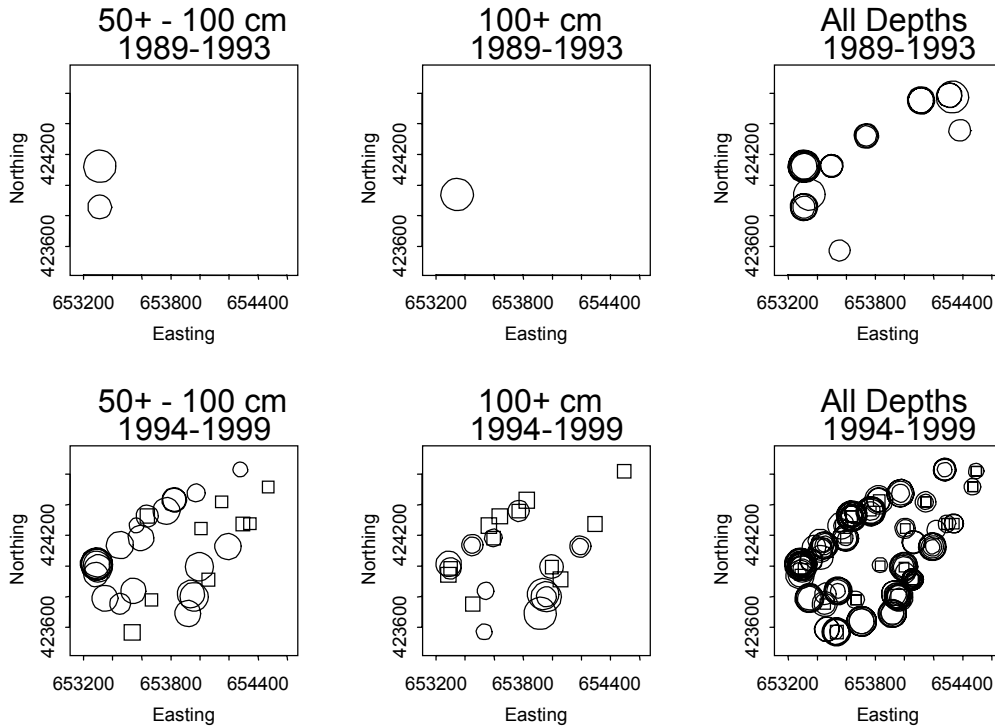 50+ - 100 cm
1989-1993
Northing
424200
423600
653200 653800 654400
Easting
100+ cm
1989-1993
Northing
424200
423600
653200 653800 654400
Easting
All Depths
1989-1993
Northing
424200
423600
653200 653800 654400
Easting
50+ - 100 cm
1994-1999
Northing
424200
423600
653200 653800 654400
Easting
100+ cm
1994-1999
Northing
424200
423600
653200 653800 654400
Easting
All Depths
1994-1999
Northing
424200
423600
653200 653800 654400
Easting